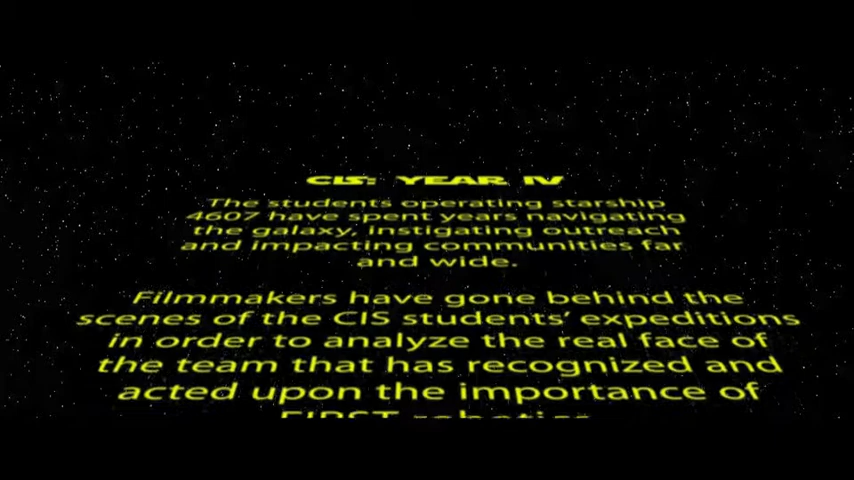 CIS: YEAR IV
The students operating starship
4607 have spent years navigating
the galaxy, instigating outreach
and impacting communities far
and wide.
Filmmakers have gone behind the
scenes of the CIS students' expeditions
in order to analyze the real face of
the team that has recognized and
acted upon the importance of
FIRST robotics